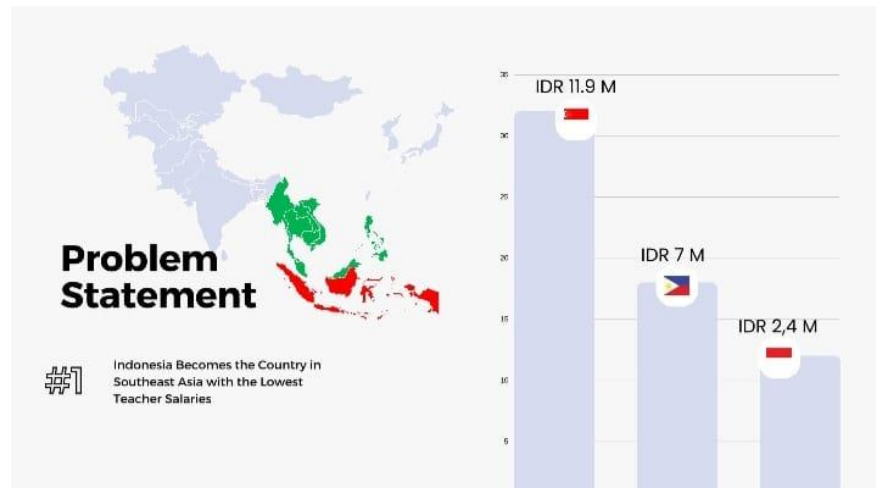 Problem
Statement
#1
Indonesia Becomes the Country in
Southeast Asia with the Lowest
Teacher Salaries
35
30
25
20
15
10
5
IDR 11.9 M
IDR 7 M
IDR 2,4 M